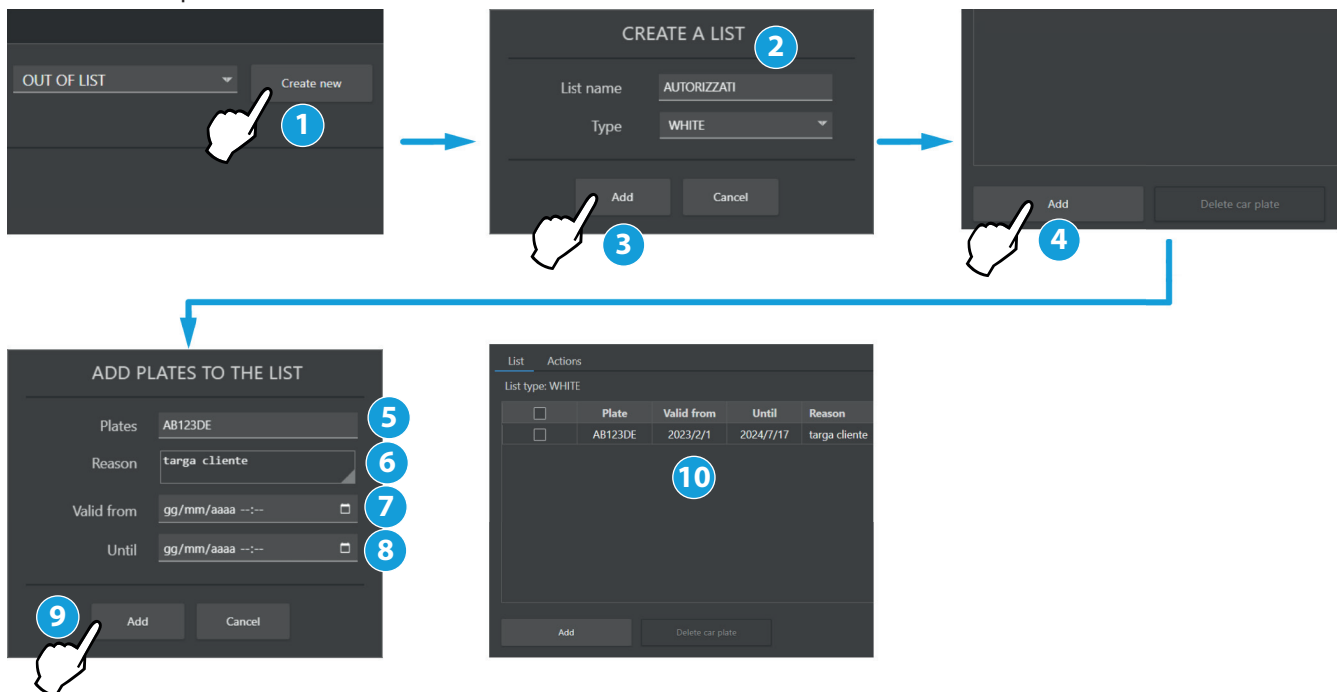 OUT OF LIST
Create new
1
CREATE A LIST
2
List name AUTORIZZATI
Type WHITE
Add Cancel
3
Add Delete car plate
4
ADD PLATES TO THE LIST
Plates AB123DE
5
Reason targa cliente
6
Valid from gg/mm/aaaa --:--
7
Until gg/mm/aaaa --:--
8
9
Add Cancel
List Actions
List type: WHITE
Plate Valid from Until Reason
AB123DE 2023/2/1 2024/7/17 targa cliente
10
Add Delete car plate